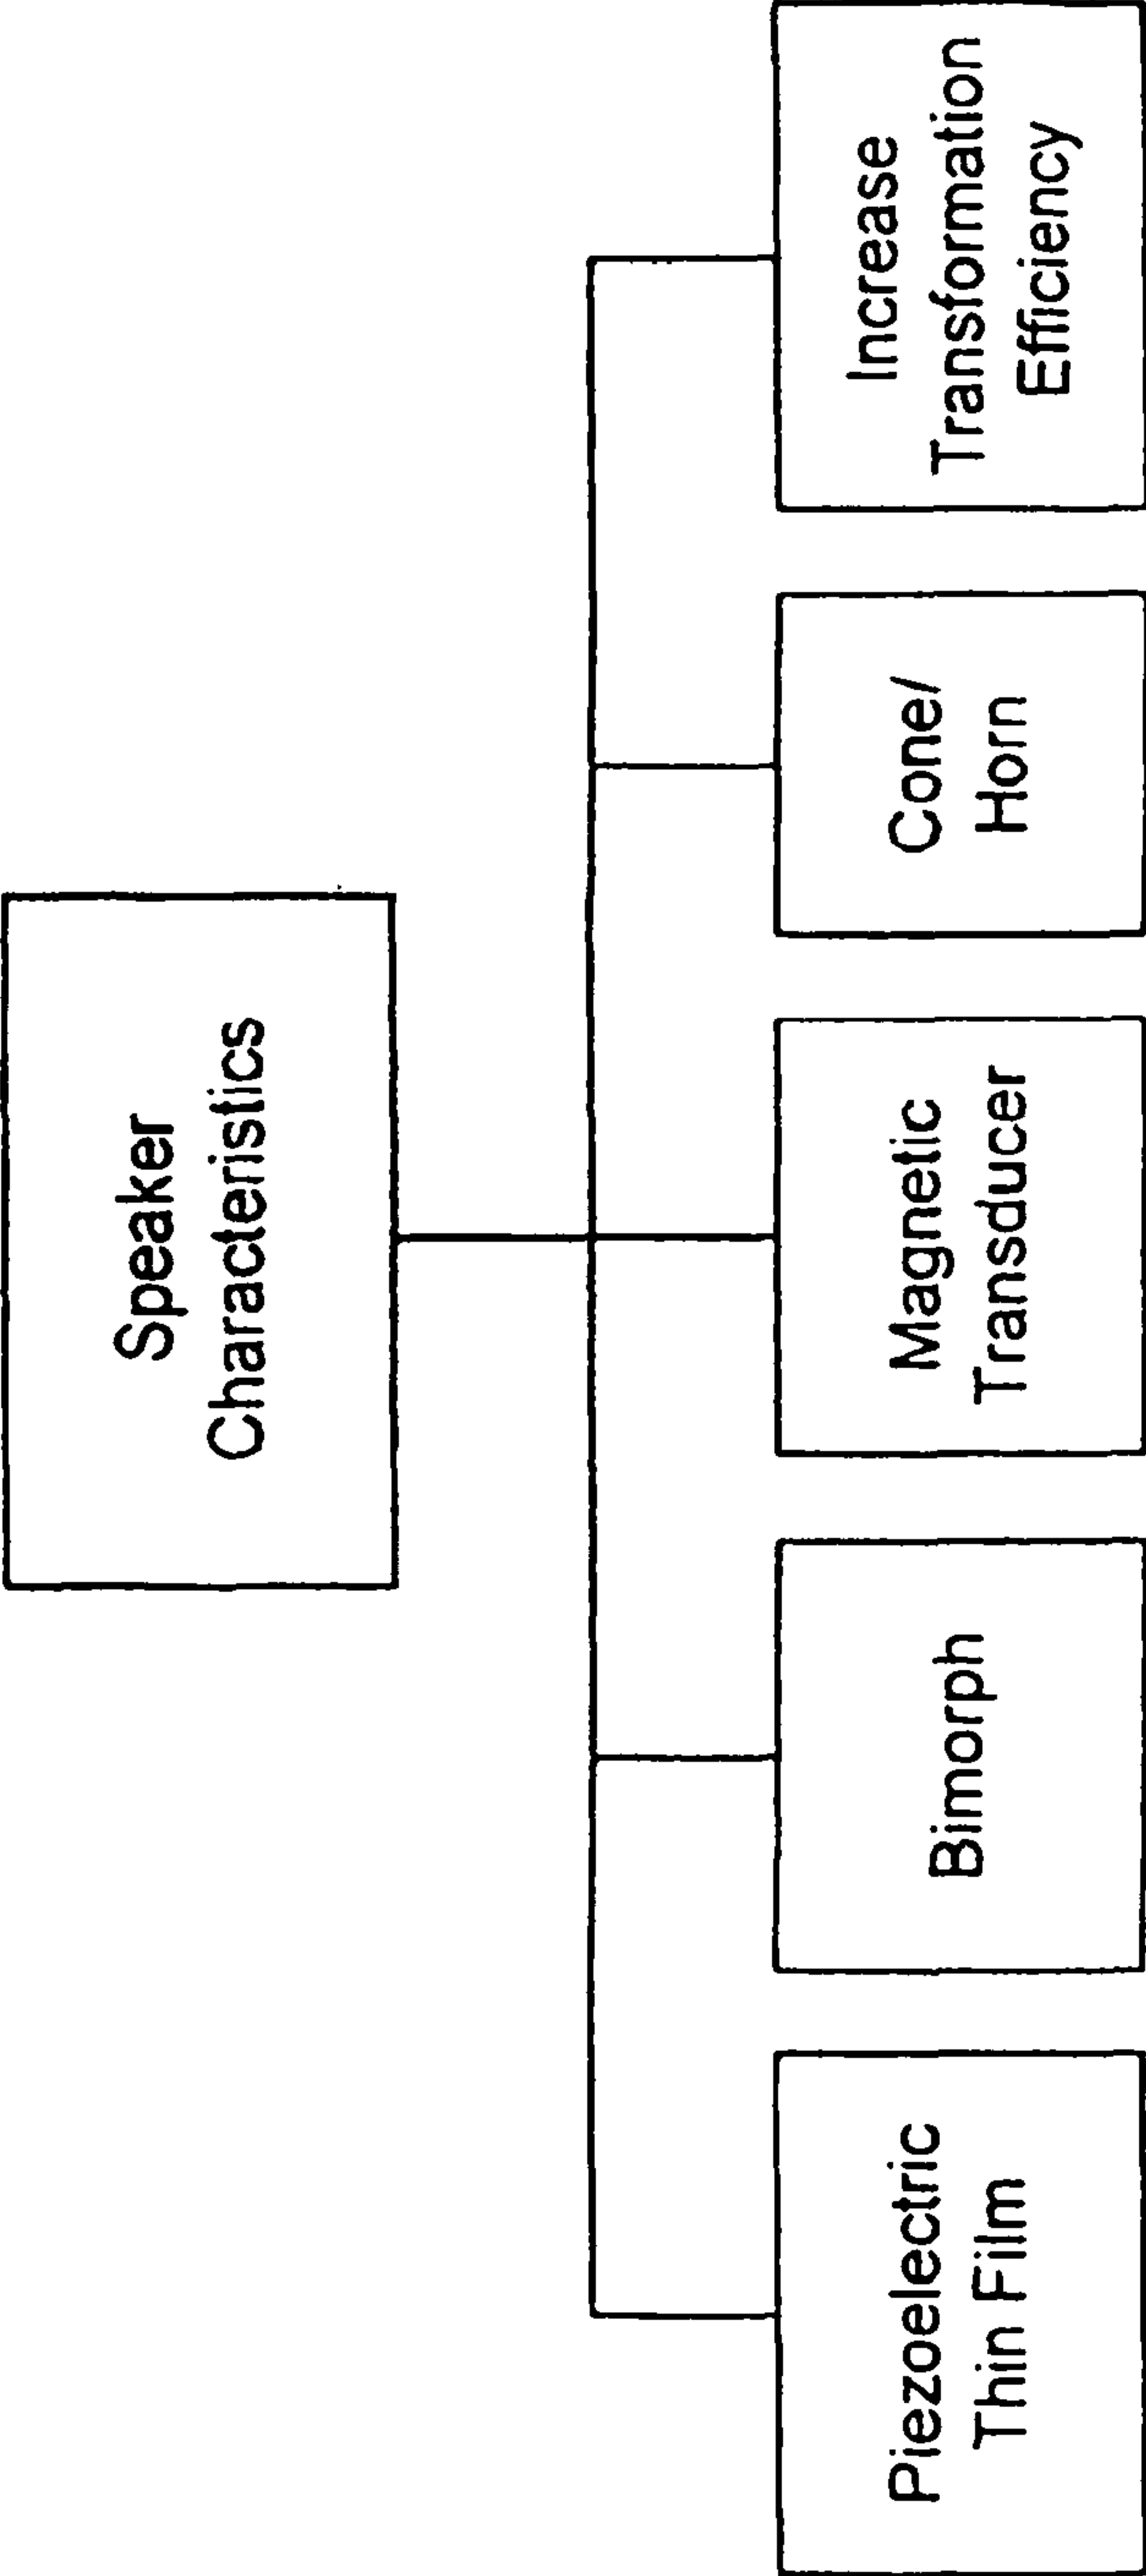 Speaker
Characteristics
Piezoelectric
Thin Film
Bimorph
Magnetic
Transducer
Cone/
Horn
Increase
Transformation
Efficiency